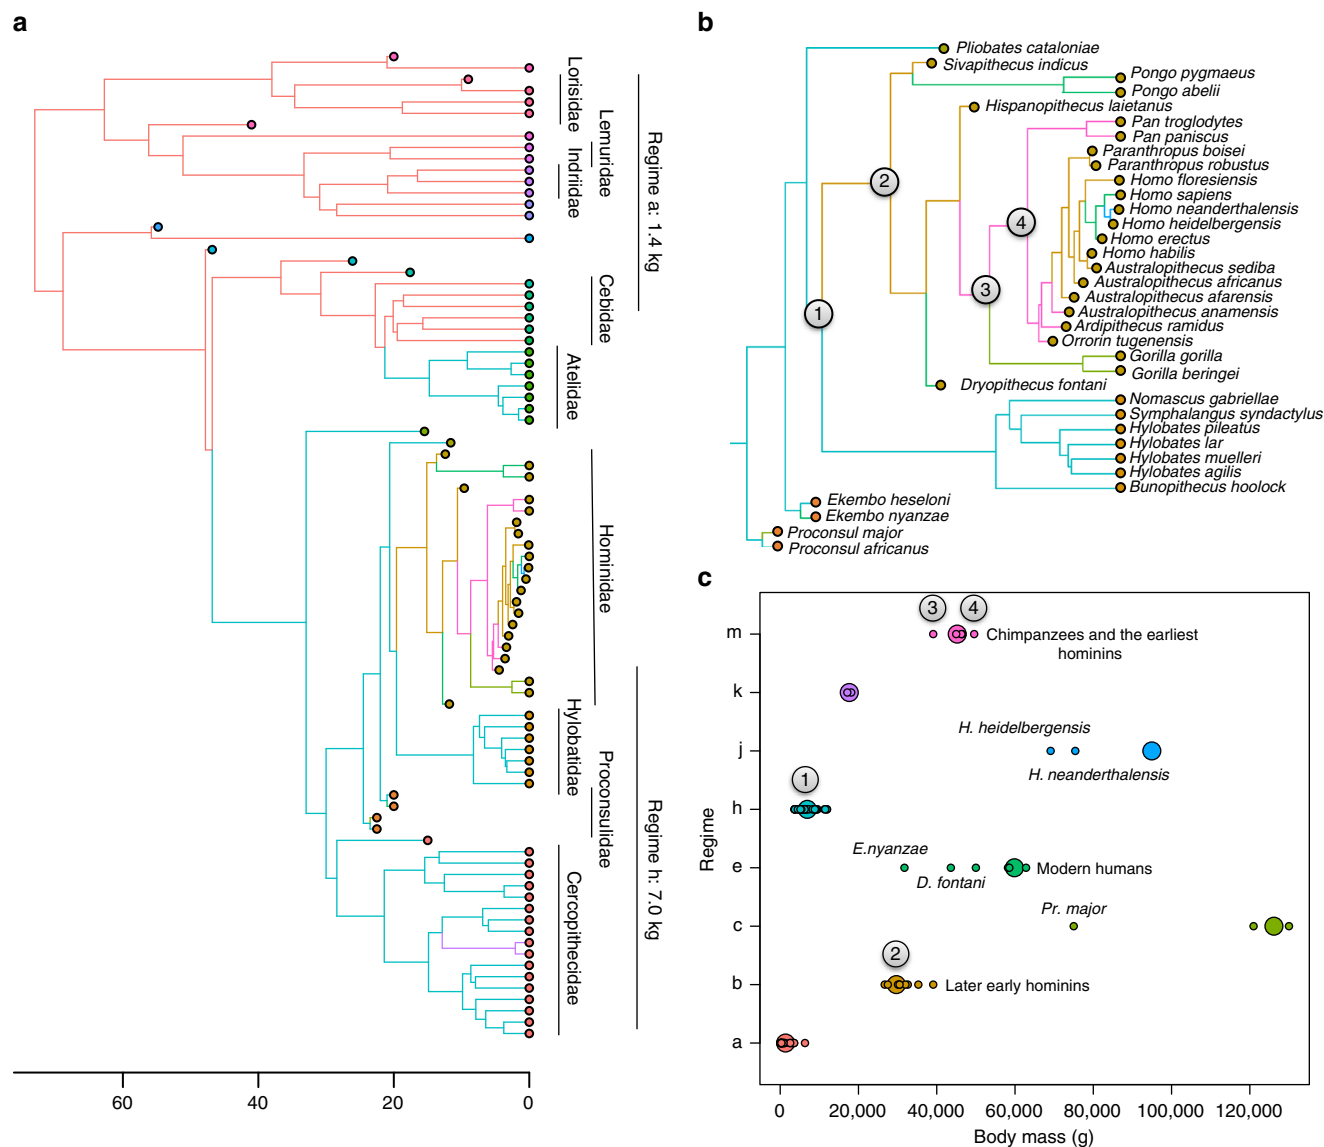 a
Lorisidae
Lemuridae
Indriidae
Regime a: 1.4 kg
Cebidae
Atelidae
Hominidae
Hylobatidae
Proconsulidae
Regime h: 7.0 kg
Cercopithecidae
60
40
20
0
b
Pliobates cataloniae
Sivapithecus indicus
Pongo pygmaeus
Pongo abelii
Hispanopithecus laietanus
Pan troglodytes
Pan paniscus
Paranthropus boisei
Paranthropus robustus
Homo floresiensis
Homo sapiens
Homo neanderthalensis
Homo heidelbergensis
Homo erectus
Homo habilis
Australopithecus sediba
Australopithecus africanus
Australopithecus afarensis
Australopithecus anamensis
Ardipithecus ramidus
Orrorin tugenensis
Gorilla gorilla
Gorilla beringei
Dryopithecus fontani
Nomascus gabriellae
Symphalangus syndactylus
Hylobates pileatus
Hylobates lar
Hylobates muelleri
Hylobates agilis
Bunopithecus hoolock
Ekembo heseloni
Ekembo nyanzae
Proconsul major
Proconsul africanus
2
4
3
1
c
3
4
m
Chimpanzees and the earliest
hominins
k
H. heidelbergensis
j
H. neanderthalensis
1
h
E.nyanzae
e
Modern humans
D. fontani
Pr. major
c
2
b
Later early hominins
a
Regime
0
20,000
40,000
60,000
80,000
100,000
120,000
Body mass (g)